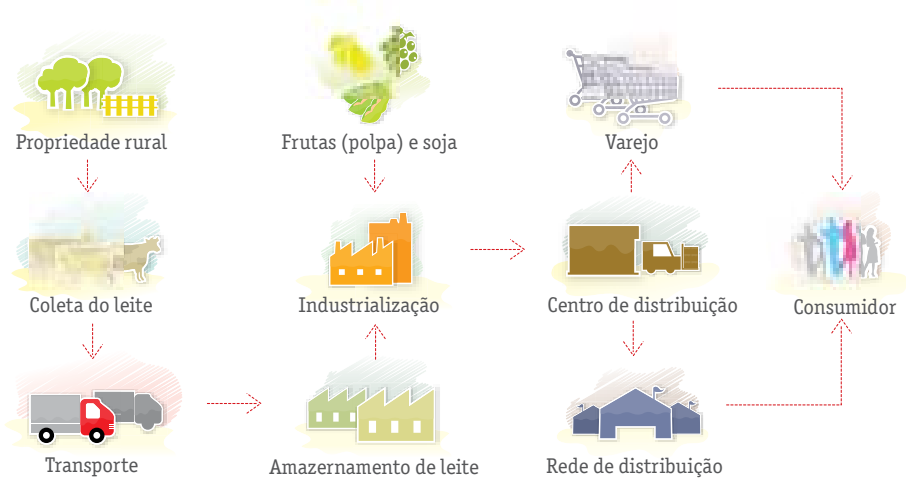 Propriedade rural
Frutas (polpa) e soja
Varejo
Coleta do leite
Industrialização
Centro de distribuição
Consumidor
Transporte
Amazernamento de leite
Rede de distribuição